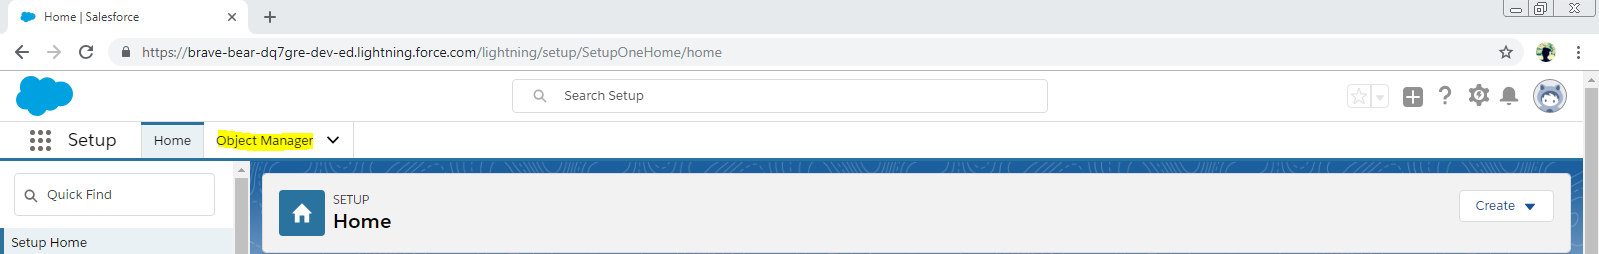 Home | Salesforce
https://brave-bear-dq7gre-dev-ed.lightning.force.com/lightning/setup/SetupOneHome/home
Search Setup
Setup
Home
Object Manager
Quick Find
SETUP
Home
Create
Setup Home